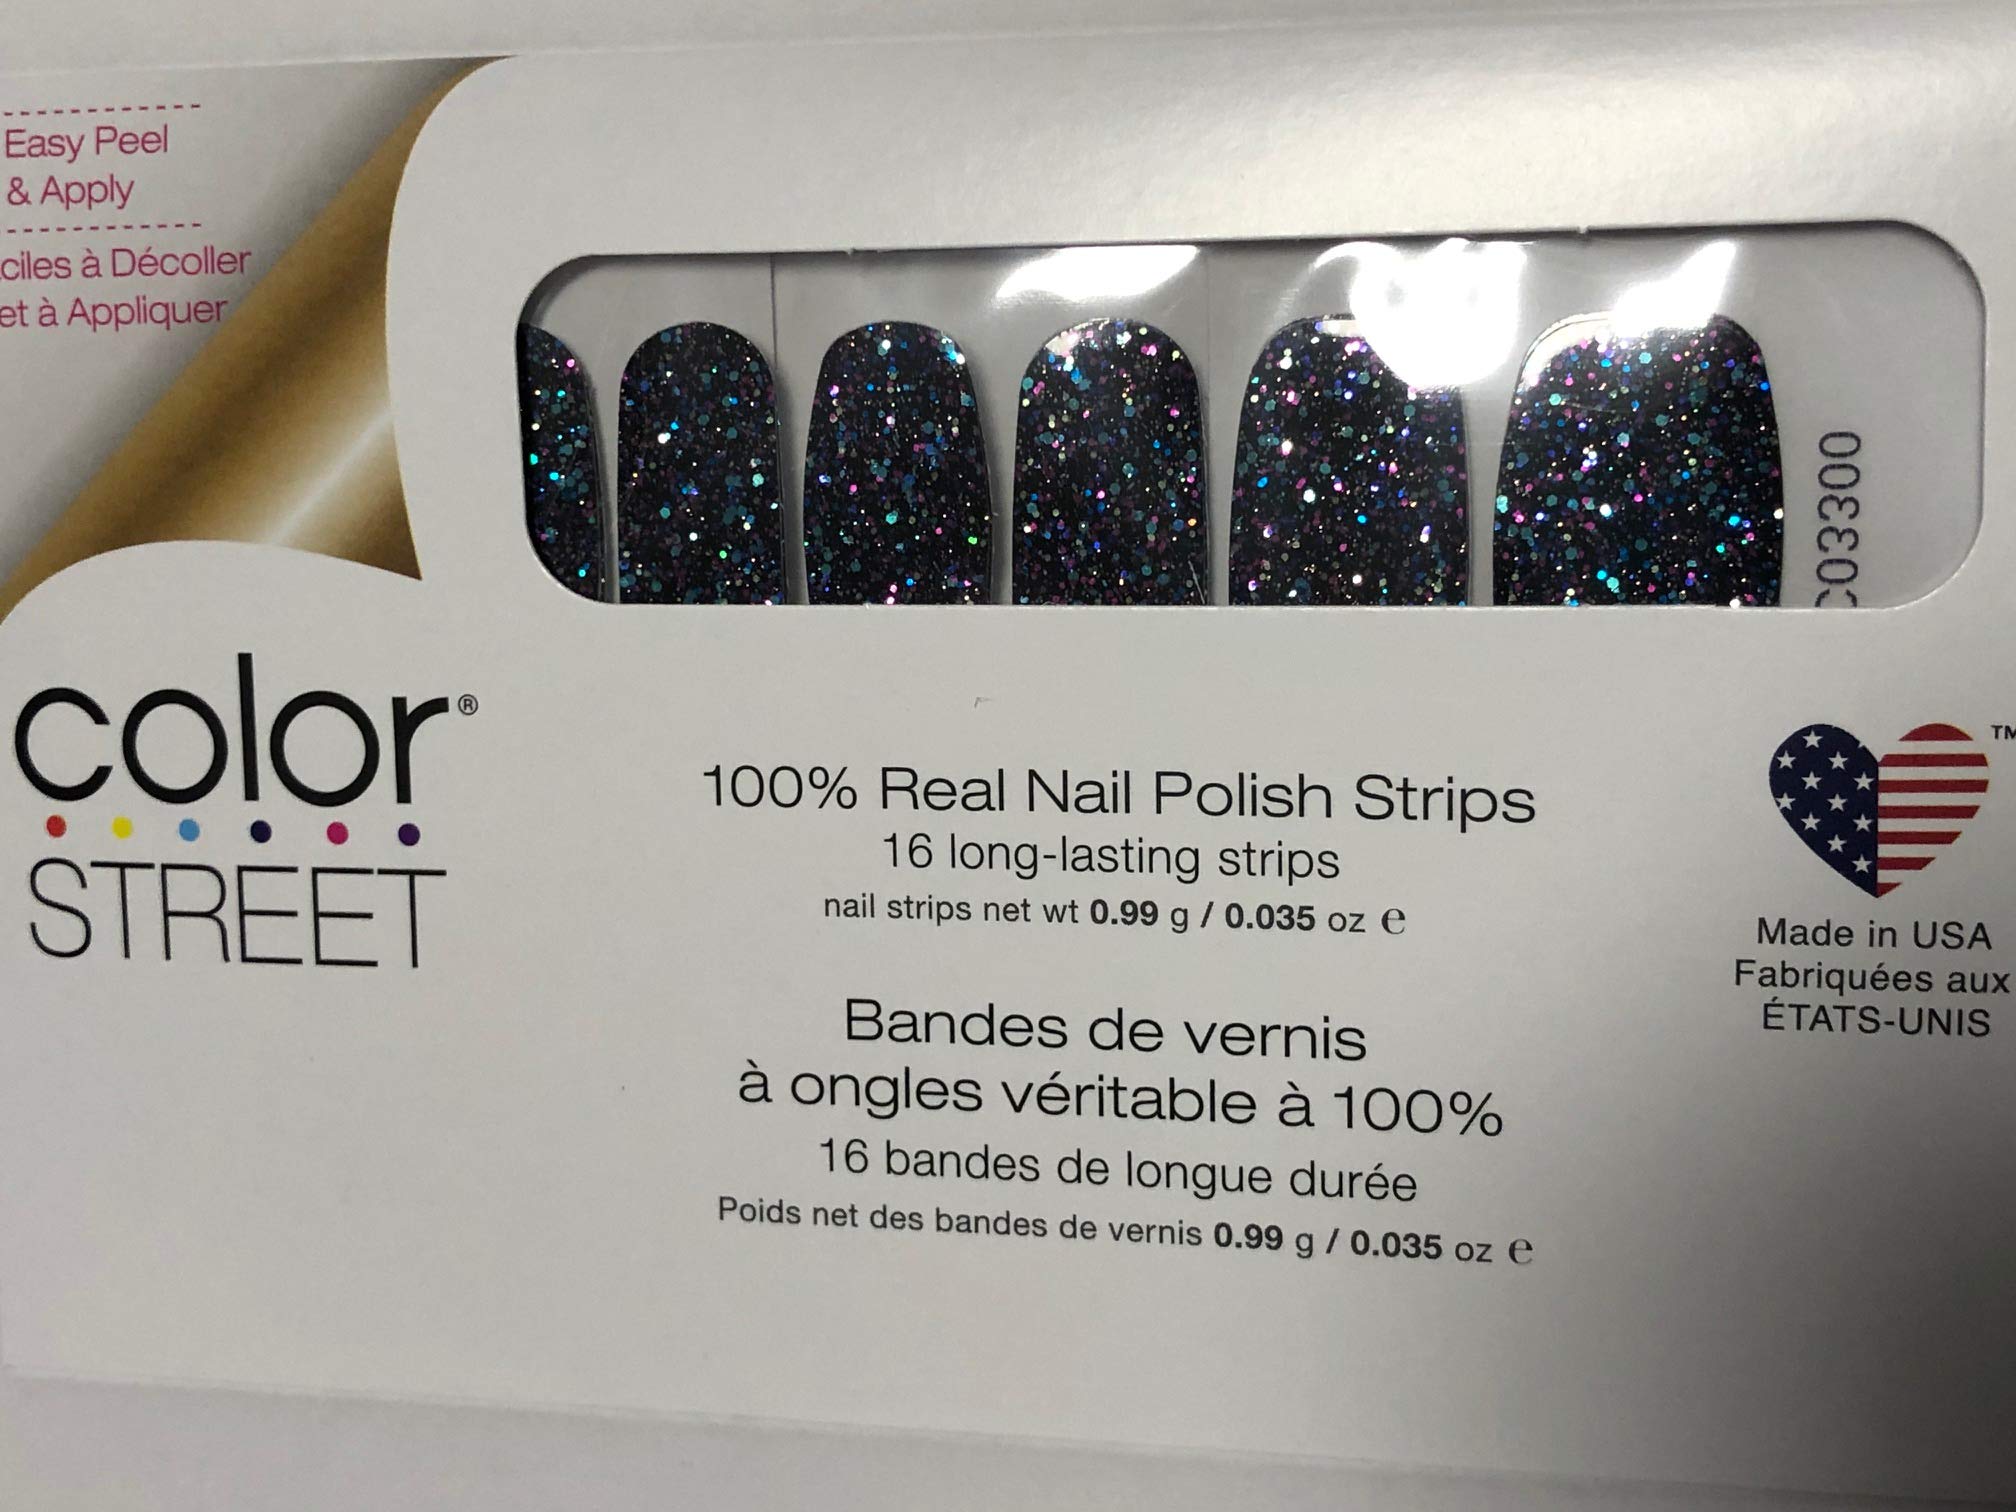 Easy Peel
& Apply
ciles à Décoller
et à Appliquer
color®
STREET
C03300
100% Real Nail Polish Strips
16 long-lasting strips
nail strips net wt 0.99 g / 0.035 oz ℮
Bandes de vernis
à ongles véritable à 100%
16 bandes de longue durée
Poids net des bandes de vernis 0.99 g / 0.035 oz ℮
TM
Made in USA
Fabriquées aux
ÉTATS-UNIS